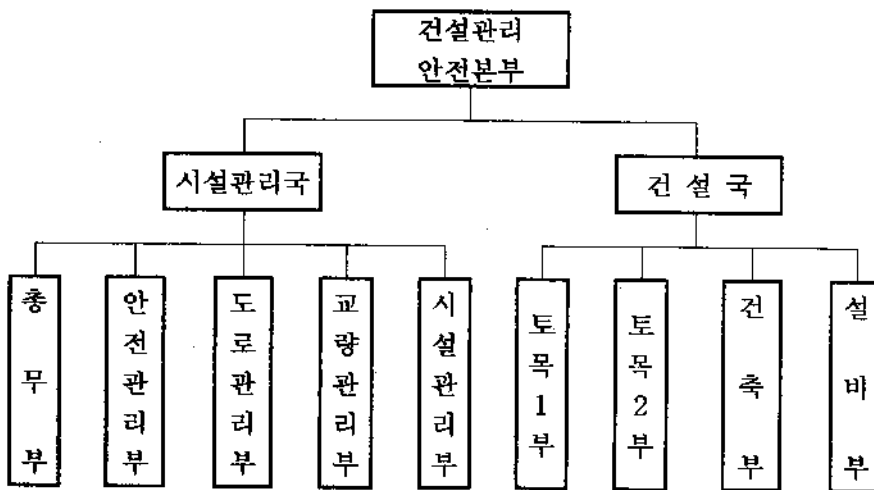 건설관리
안전본부
시설관리국
건 설 국
총무부
안전관리부
도로관리부
교량관리부
시설관리부
토목1부
토목2부
건축부
설비부